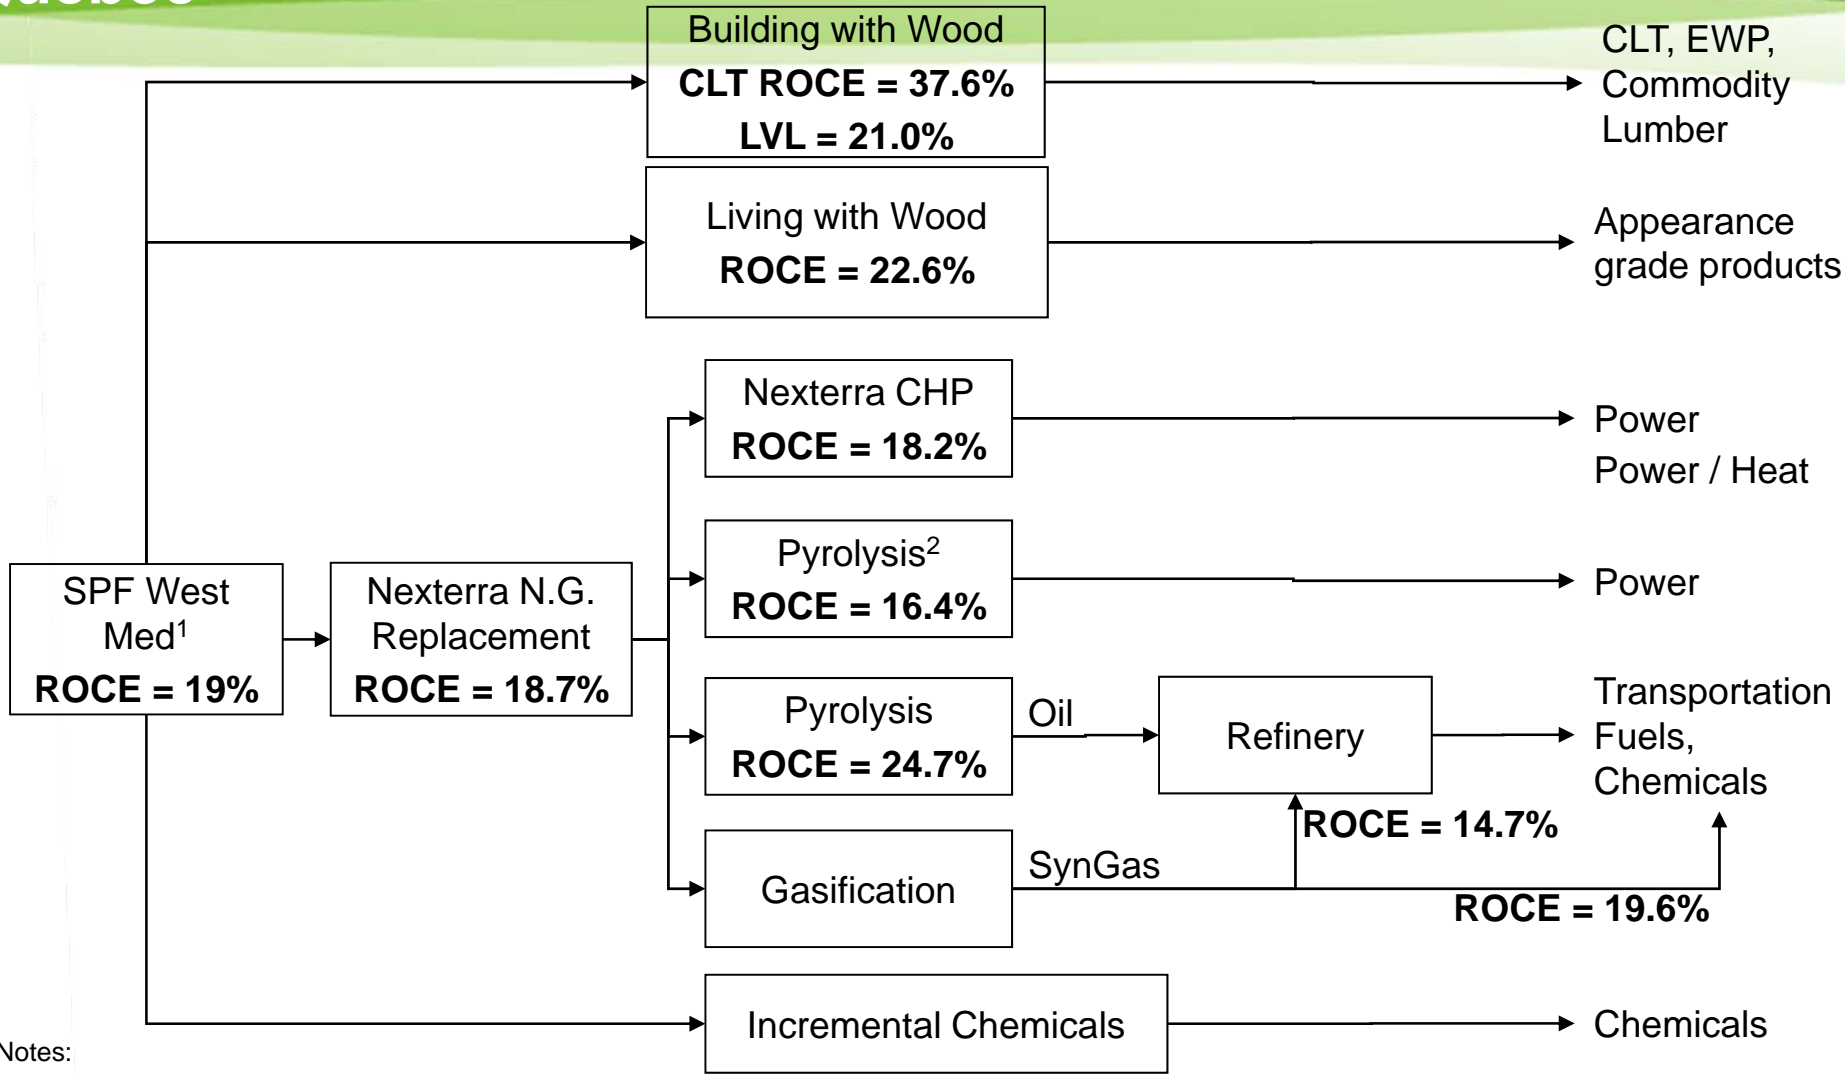 Building with Wood
CLT ROCE = 37.6%
LVL = 21.0%
CLT, EWP,
Commodity
Lumber
Living with Wood
ROCE = 22.6%
Appearance
grade products
Nexterra CHP
ROCE = 18.2%
Power
Power / Heat
Pyrolysis²
ROCE = 16.4%
Power
SPF West
Med¹
ROCE = 19%
Nexterra N.G.
Replacement
ROCE = 18.7%
Pyrolysis
ROCE = 24.7%
Oil
Refinery
Transportation
Fuels,
Chemicals
ROCE = 14.7%
Gasification
SynGas
ROCE = 19.6%
Incremental Chemicals
Chemicals
Notes: